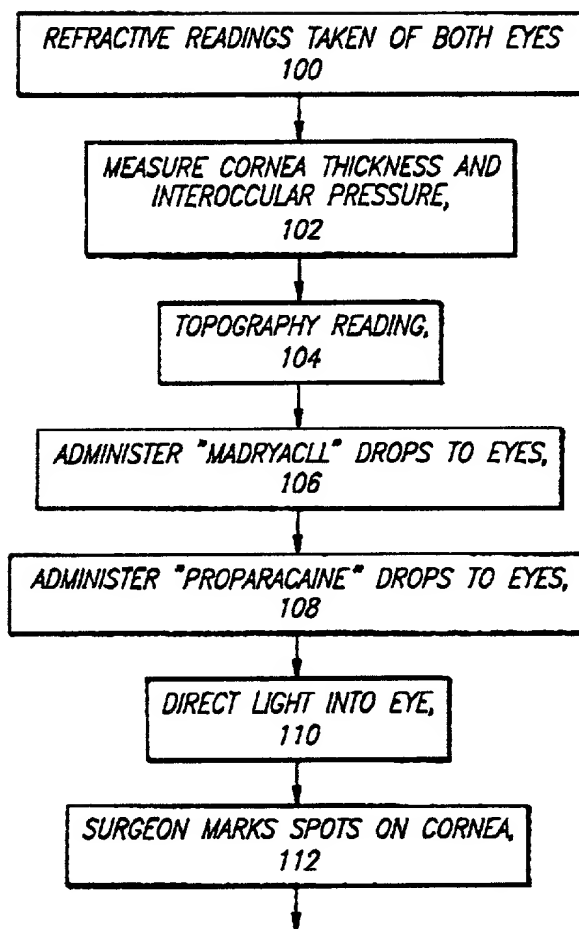 REFRACTIVE READINGS TAKEN OF BOTH EYES
100
MEASURE CORNEA THICKNESS AND
INTEROCCULAR PRESSURE,
102
TOPOGRAPHY READING,
104
ADMINISTER "MADRYACLL" DROPS TO EYES,
106
ADMINISTER "PROPARACAINE" DROPS TO EYES,
108
DIRECT LIGHT INTO EYE,
110
SURGEON MARKS SPOTS ON CORNEA,
112